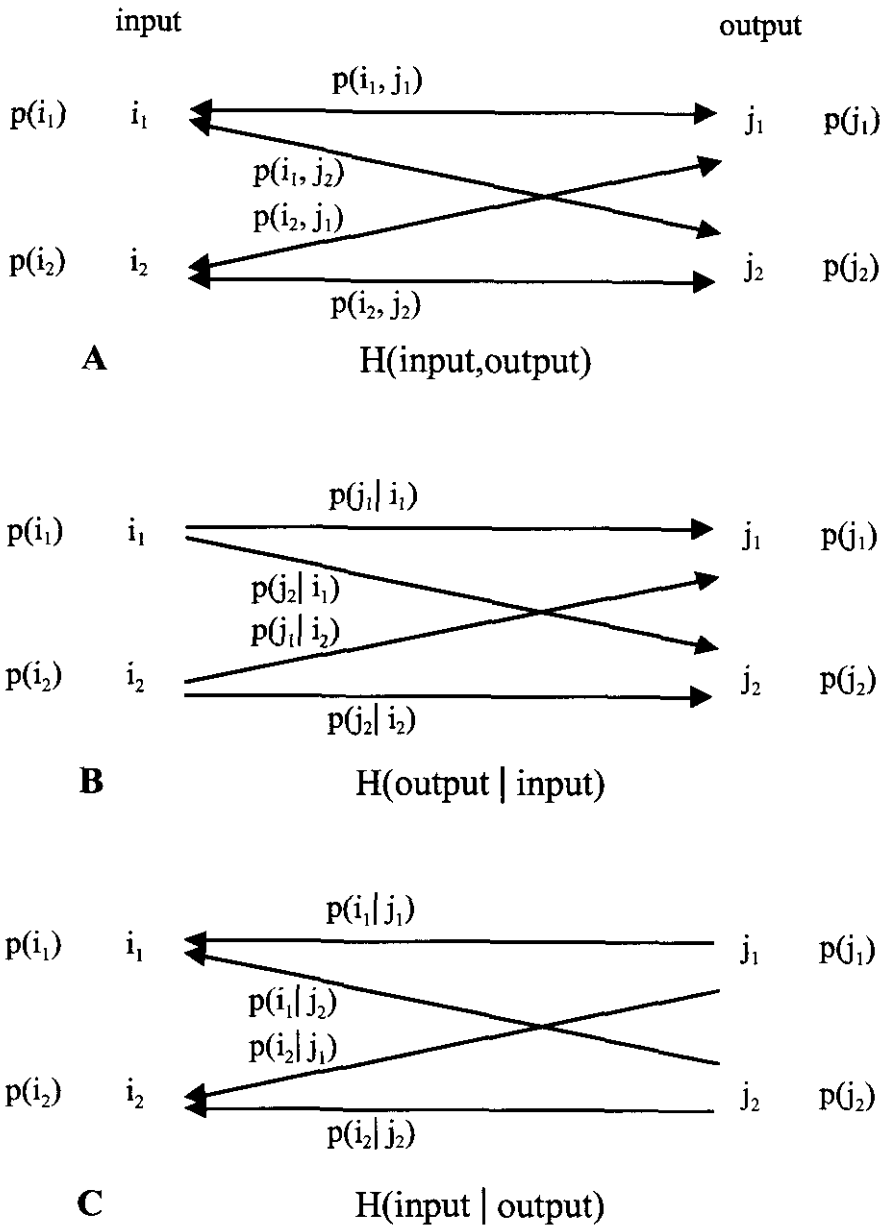 input output
p(i₁, j₁)
p(i₁) i₁ j₁ p(j₁)
p(i₁, j₂)
p(i₂, j₁)
p(i₂) i₂ j₂ p(j₂)
p(i₂, j₂)
A H(input,output)
p(j₁| i₁)
p(i₁) i₁ j₁ p(j₁)
p(j₂| i₁)
p(j₁| i₂)
p(i₂) i₂ j₂ p(j₂)
p(j₂| i₂)
B H(output | input)
p(i₁| j₁)
p(i₁) i₁ j₁ p(j₁)
p(i₁| j₂)
p(i₂| j₁)
p(i₂) i₂ j₂ p(j₂)
p(i₂| j₂)
C H(input | output)